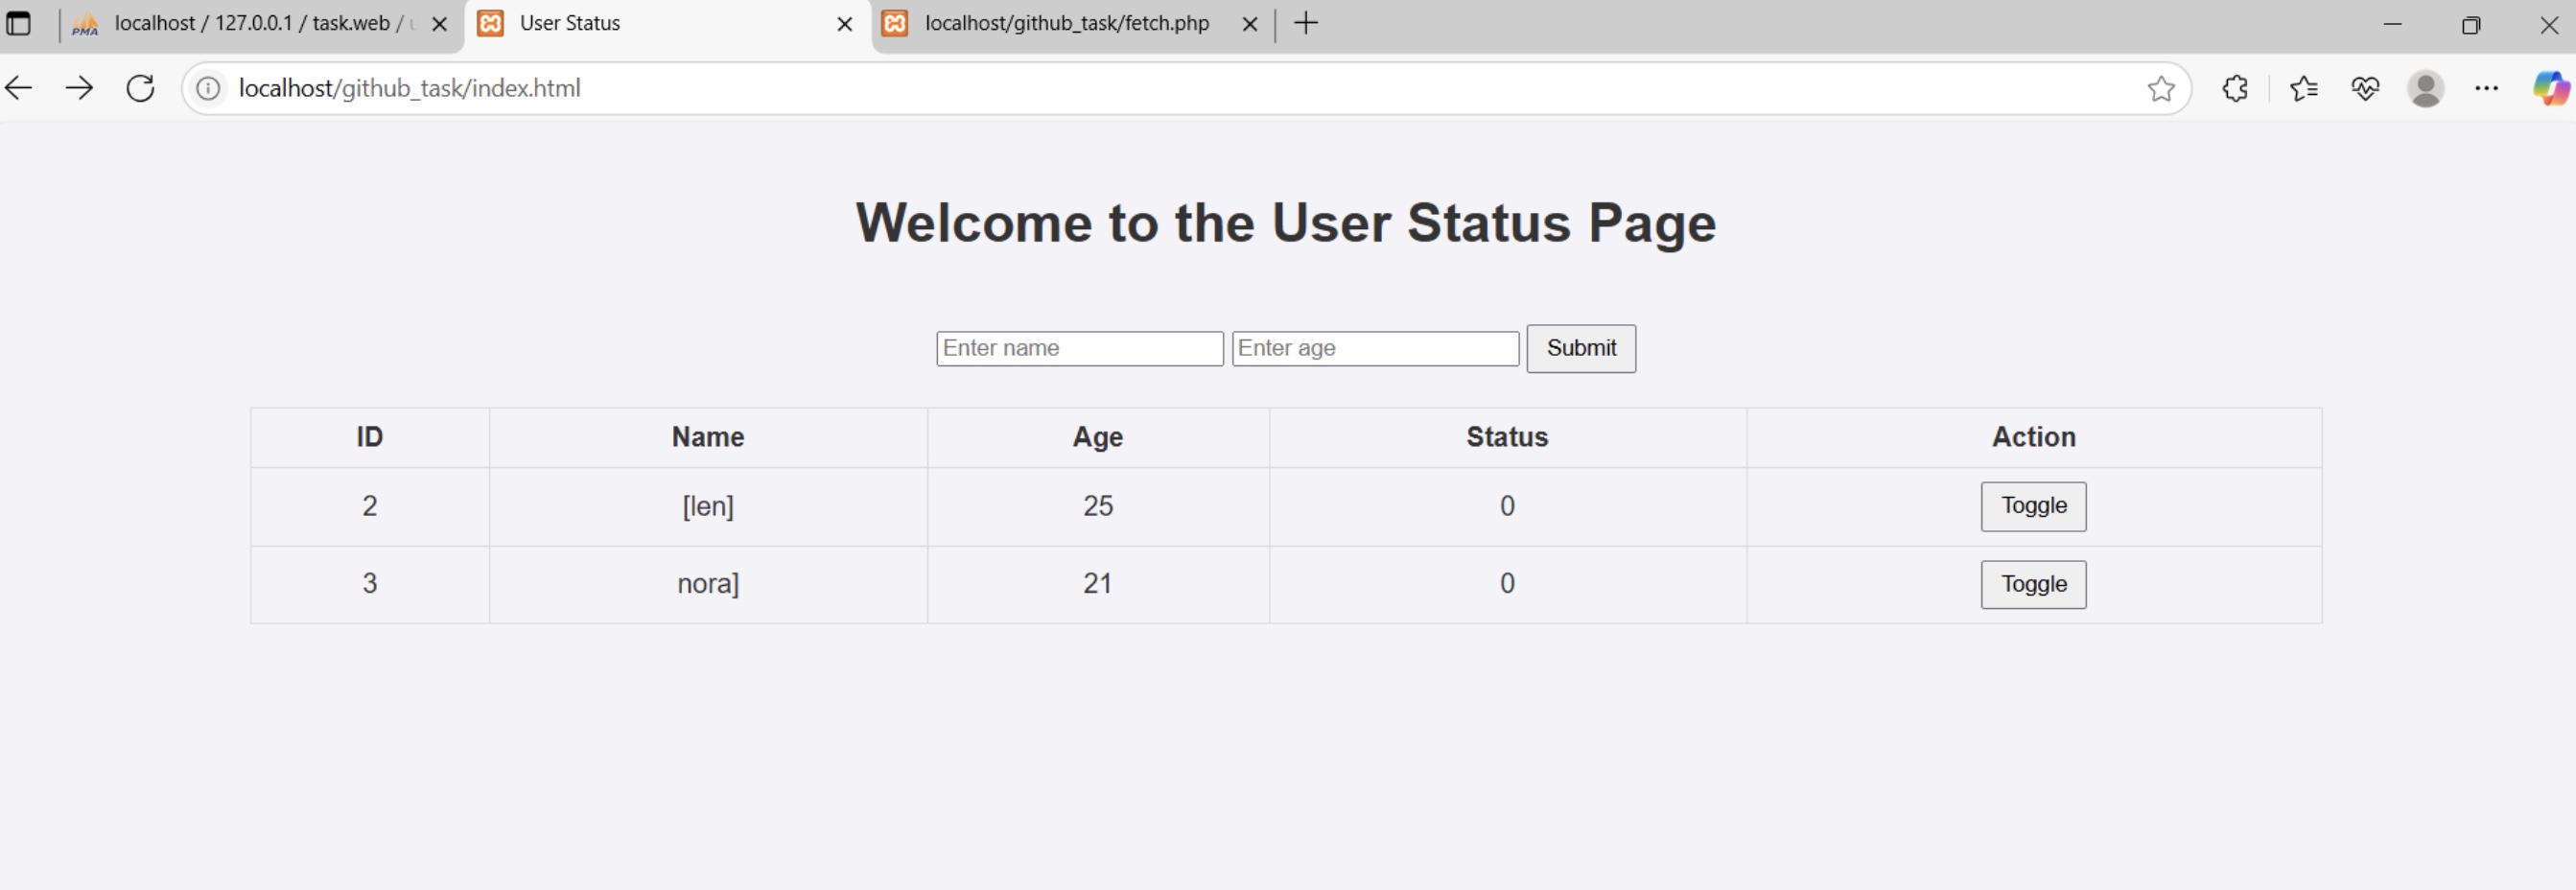 PMA localhost / 127.0.0.1 / task.web / User Status localhost/github_task/fetch.php
localhost/github_task/index.html
Welcome to the User Status Page
Enter name Enter age Submit
ID Name Age Status Action
2 [len] 25 0 Toggle
3 nora] 21 0 Toggle